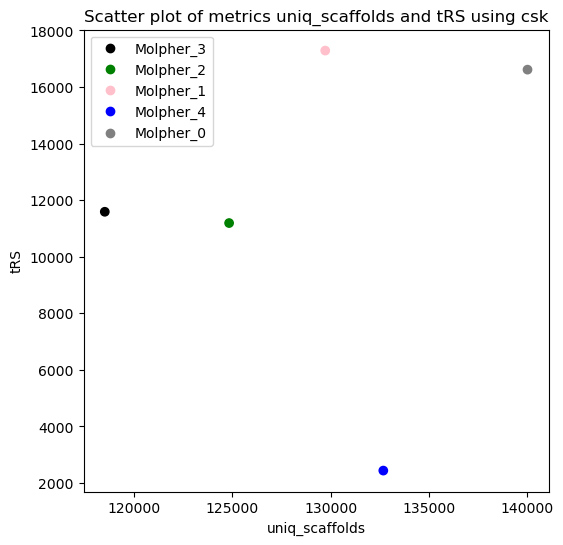 Scatter plot of metrics uniq_scaffolds and tRS using csk
Molpher_3
Molpher_2
Molpher_1
Molpher_4
Molpher_0
18000
16000
14000
12000
10000
8000
6000
4000
2000
tRS
120000 125000 130000 135000 140000
uniq_scaffolds